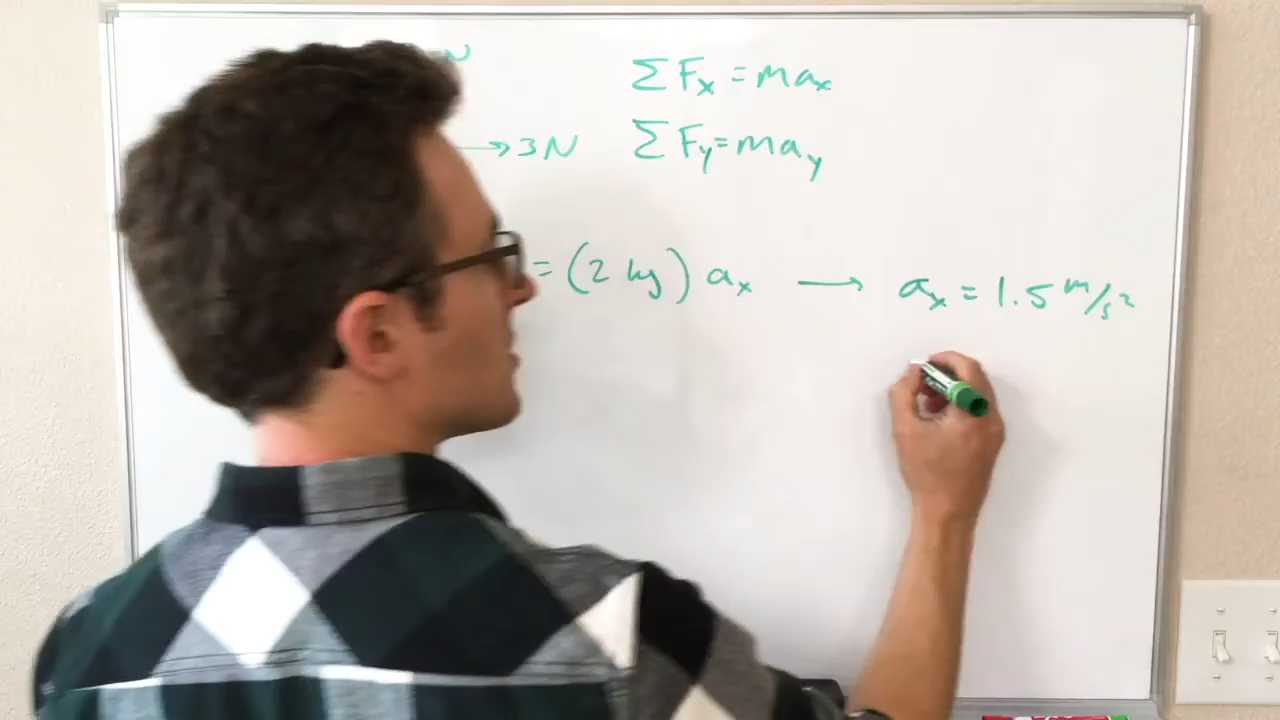 N
ΣFx = max
→ 3N
ΣFy = may
= (2 kg) ax → ax = 1.5 m/s²